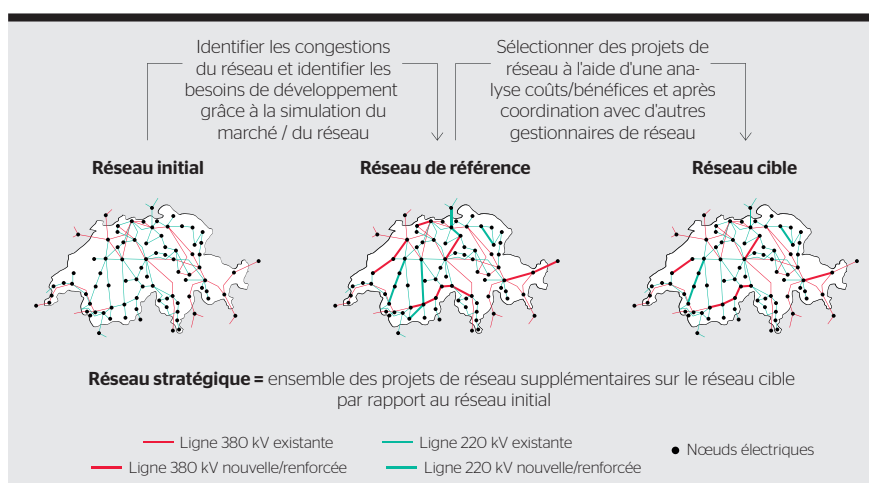 Identifier les congestions
du réseau et identifier les
besoins de développement
grâce à la simulation du
marché / du réseau
Sélectionner des projets de
réseau à l'aide d'une ana-
lyse coûts/bénéfices et après
coordination avec d'autres
gestionnaires de réseau
Réseau initial
Réseau de référence
Réseau cible
Réseau stratégique = ensemble des projets de réseau supplémentaires sur le réseau cible
par rapport au réseau initial
Ligne 380 kV existante
Ligne 220 kV existante
Nœuds électriques
Ligne 380 kV nouvelle/renforcée
Ligne 220 kV nouvelle/renforcée